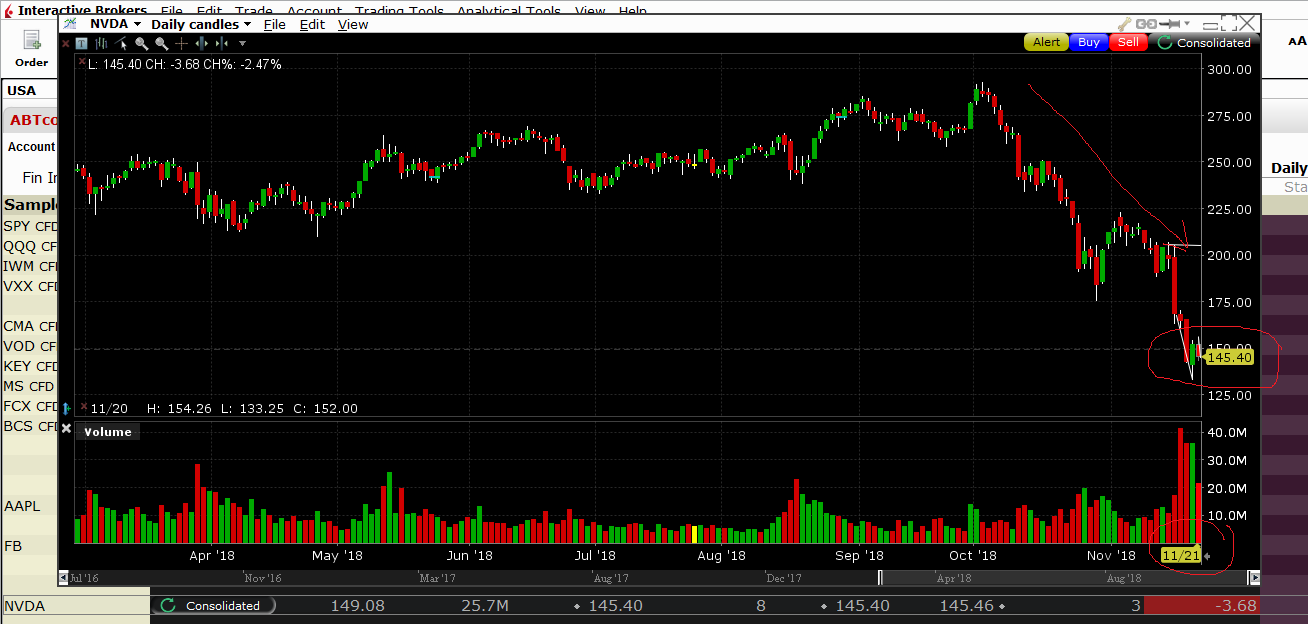 Interactive Brokers File Edit Trade Account Trading Tools Analytical Tools View Help
NVDA Daily candles File Edit View
Alert Buy Sell Consolidated
L: 145.40 CH: -3.68 CH%: -2.47%
Order
USA
ABTco
Account
Fin In
Sample
SPY CFD
QQQ CF
IWM CFD
VXX CFD
CMA CFD
VOD CF
KEY CFD
MS CFD
FCX CFD
BCS CFD
AAPL
FB
300.00
275.00
250.00
225.00
200.00
175.00
150.00
145.40
125.00
11/20 H: 154.26 L: 133.25 C: 152.00
Volume
40.0M
30.0M
20.0M
10.0M
Apr '18 May '18 Jun '18 Jul '18 Aug '18 Sep '18 Oct '18 Nov '18 11/21
Jul '16 Nov '16 Mar '17 Aug '17 Dec '17 Apr '18 Aug '18
AA
Daily
Sta
NVDA Consolidated 149.08 25.7M 145.40 8 145.40 145.46 3 -3.68